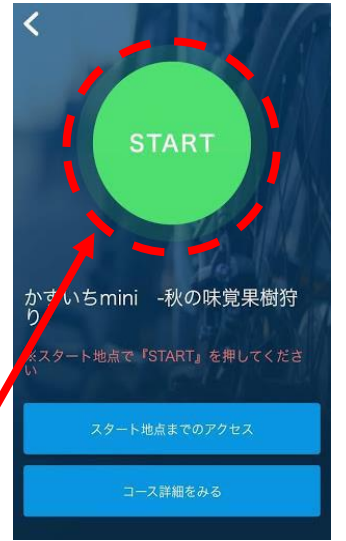 START
かすいちmini -秋の味覚果樹狩
り
※スタート地点で『START』を押してくださ
い
スタート地点までのアクセス
コース詳細をみる